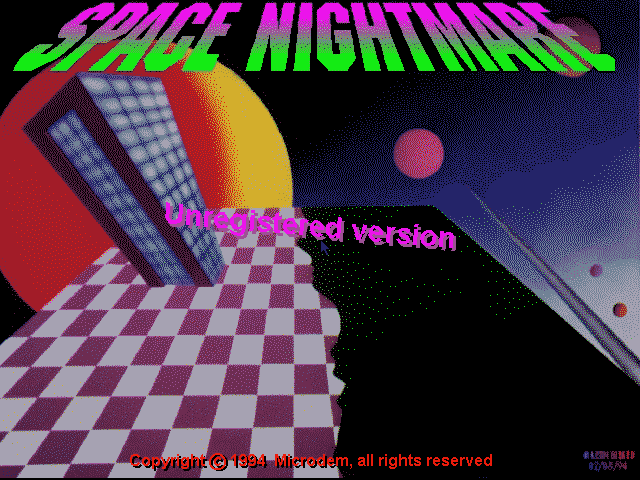 SPACE NIGHTMARE
Unregistered version
Copyright © 1994 Microdem, all rights reserved